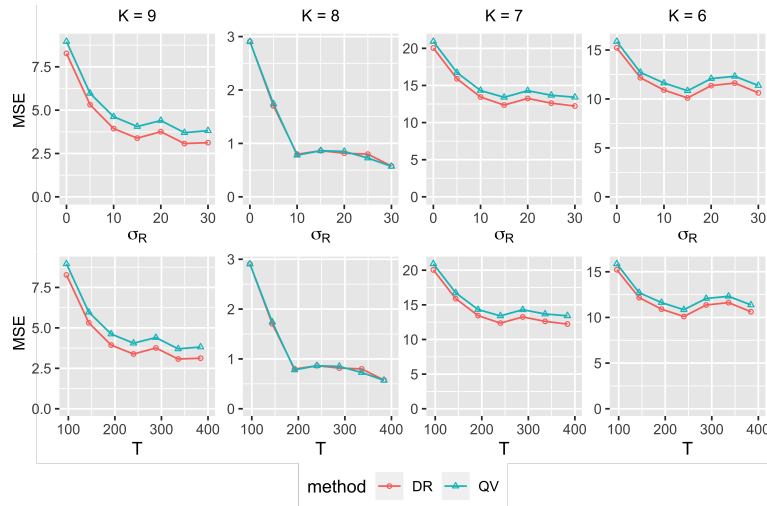 K = 9 K = 8 K = 7 K = 6
MSE
7.5 3 20 15
5.0 2 15 10
2.5 1 10 5
0.0 0 5 0
0
0 10 20 30 0 10 20 30 0 10 20 30 0 10 20 30
σR σR σR σR
MSE
7.5 3 20 15
5.0 2 15 10
2.5 1 10 5
0.0 0 5 0
0
100 200 300 400 100 200 300 400 100 200 300 400 100 200 300 400
T T T T
method DR QV